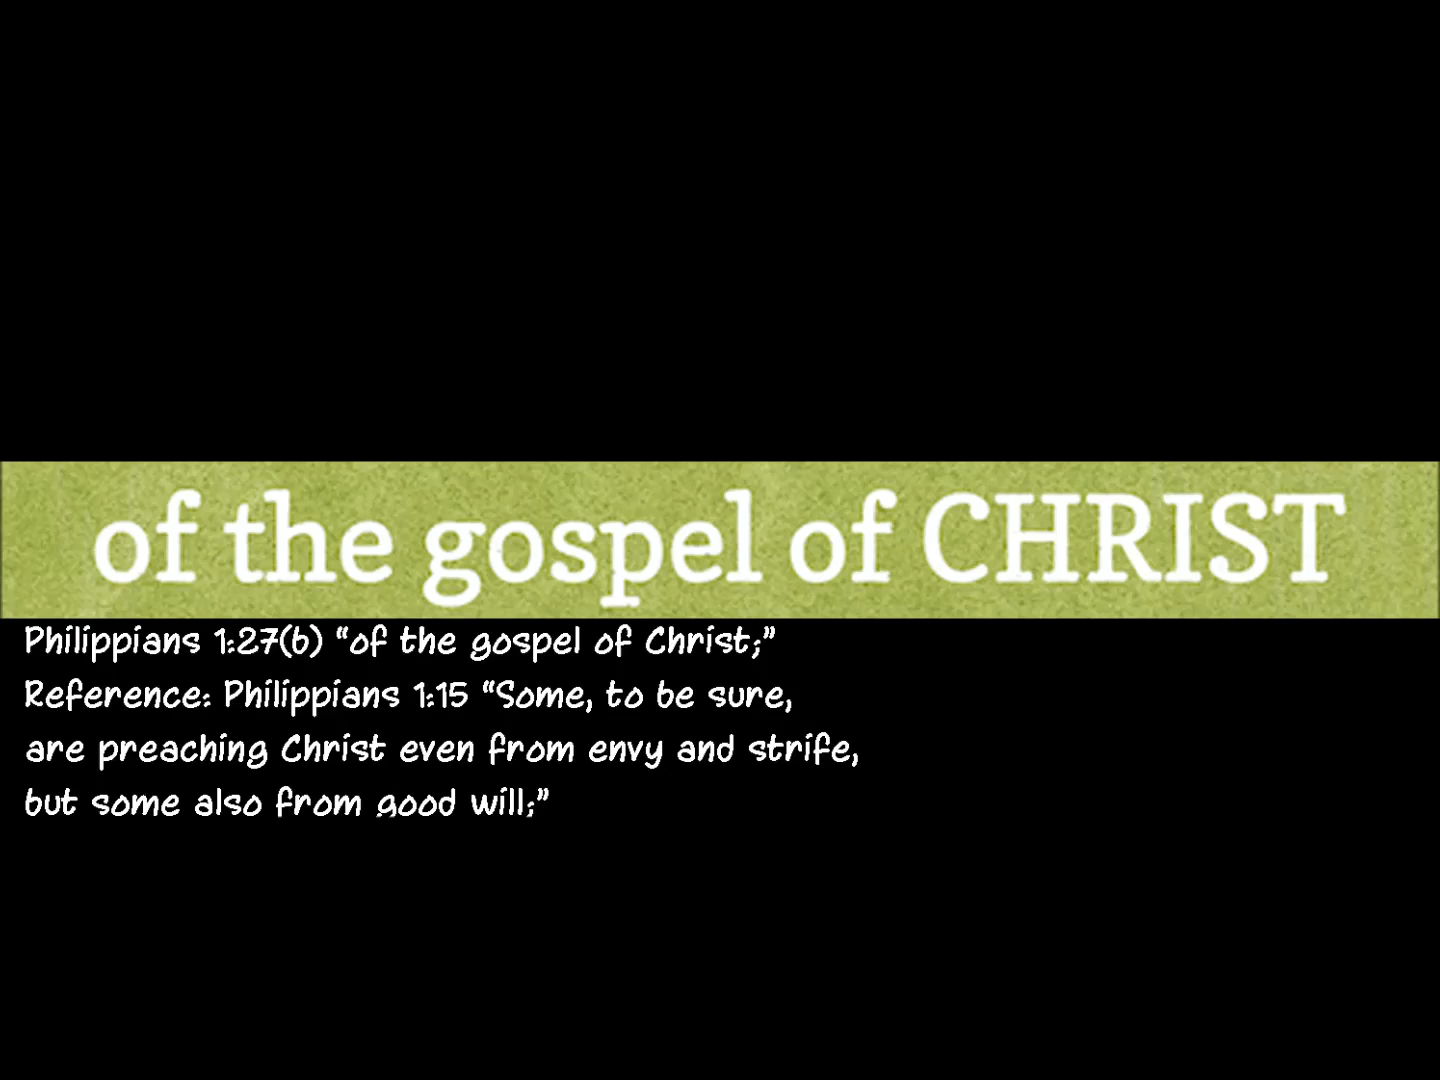 of the gospel of CHRIST
Philippians 1:27(b) “of the gospel of Christ;”
Reference: Philippians 1:15 “Some, to be sure,
are preaching Christ even from envy and strife,
but some also from good will;”